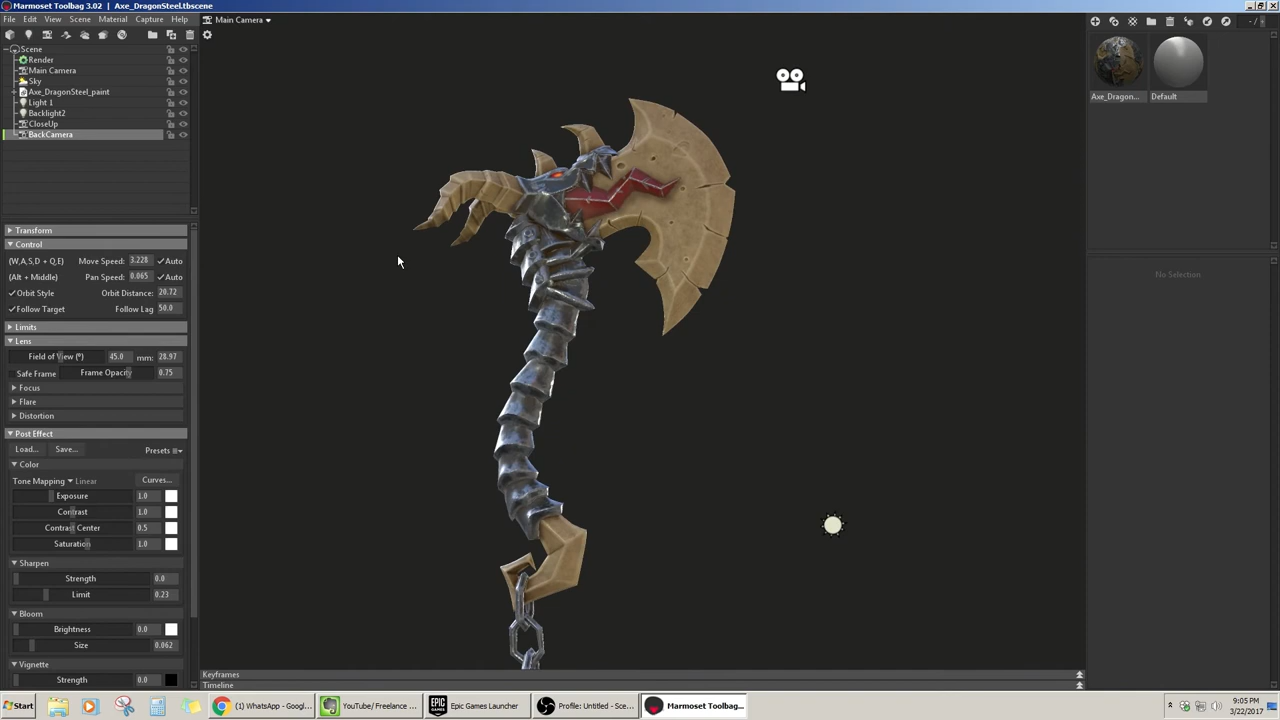 Marmoset Toolbag 3.02 | Axe_DragonSteel.tbscene
File Edit View Scene Material Capture Help
Main Camera
Scene
Render
Main Camera
Sky
Axe_DragonSteel_paint
Light 1
Backlight2
CloseUp
BackCamera
Transform
Control
(W,A,S,D + Q,E) Move Speed: 3.228 Auto
(Alt + Middle) Pan Speed: 0.065 Auto
Orbit Style Orbit Distance: 20.72
Follow Target Follow Lag 50.0
Limits
Lens
Field of View (º) 45.0 mm: 28.97
Safe Frame Frame Opacity 0.75
Focus
Flare
Distortion
Post Effect
Load... Save... Presets
Color
Tone Mapping Linear Curves...
Exposure 1.0
Contrast 1.0
Contrast Center 0.5
Saturation 1.0
Sharpen
Strength 0.0
Limit 0.23
Bloom
Brightness 0.0
Size 0.062
Vignette
Strength 0.0
Keyframes
Timeline
Axe_Dragon... Default
No Selection
Start
(1) WhatsApp - Googl...
YouTube/ Freelance ...
EPIC GAMES
Epic Games Launcher
Profile: Untitled - Sce...
Marmoset Toolbag...
9:05 PM
3/22/2017